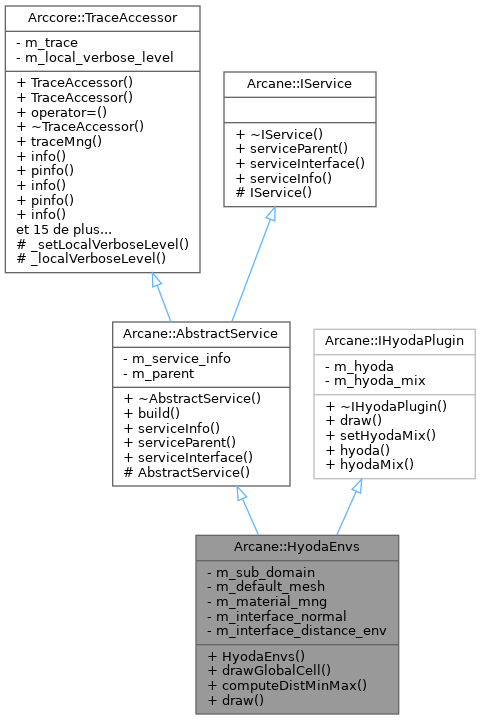 Arccore::TraceAccessor
- m_trace
- m_local_verbose_level
+ TraceAccessor()
+ TraceAccessor()
+ operator=()
+ ~TraceAccessor()
+ traceMng()
+ info()
+ pinfo()
+ info()
+ pinfo()
+ info()
et 15 de plus...
# _setLocalVerboseLevel()
# _localVerboseLevel()
Arcane::IService
+ ~IService()
+ serviceParent()
+ serviceInterface()
+ serviceInfo()
# IService()
Arcane::AbstractService
- m_service_info
- m_parent
+ ~AbstractService()
+ build()
+ serviceInfo()
+ serviceParent()
+ serviceInterface()
# AbstractService()
Arcane::IHyodaPlugin
- m_hyoda
- m_hyoda_mix
+ ~IHyodaPlugin()
+ draw()
+ setHyodaMix()
+ hyoda()
+ hyodaMix()
Arcane::HyodaEnvs
- m_sub_domain
- m_default_mesh
- m_material_mng
- m_interface_normal
- m_interface_distance_env
+ HyodaEnvs()
+ drawGlobalCell()
+ computeDistMinMax()
+ draw()